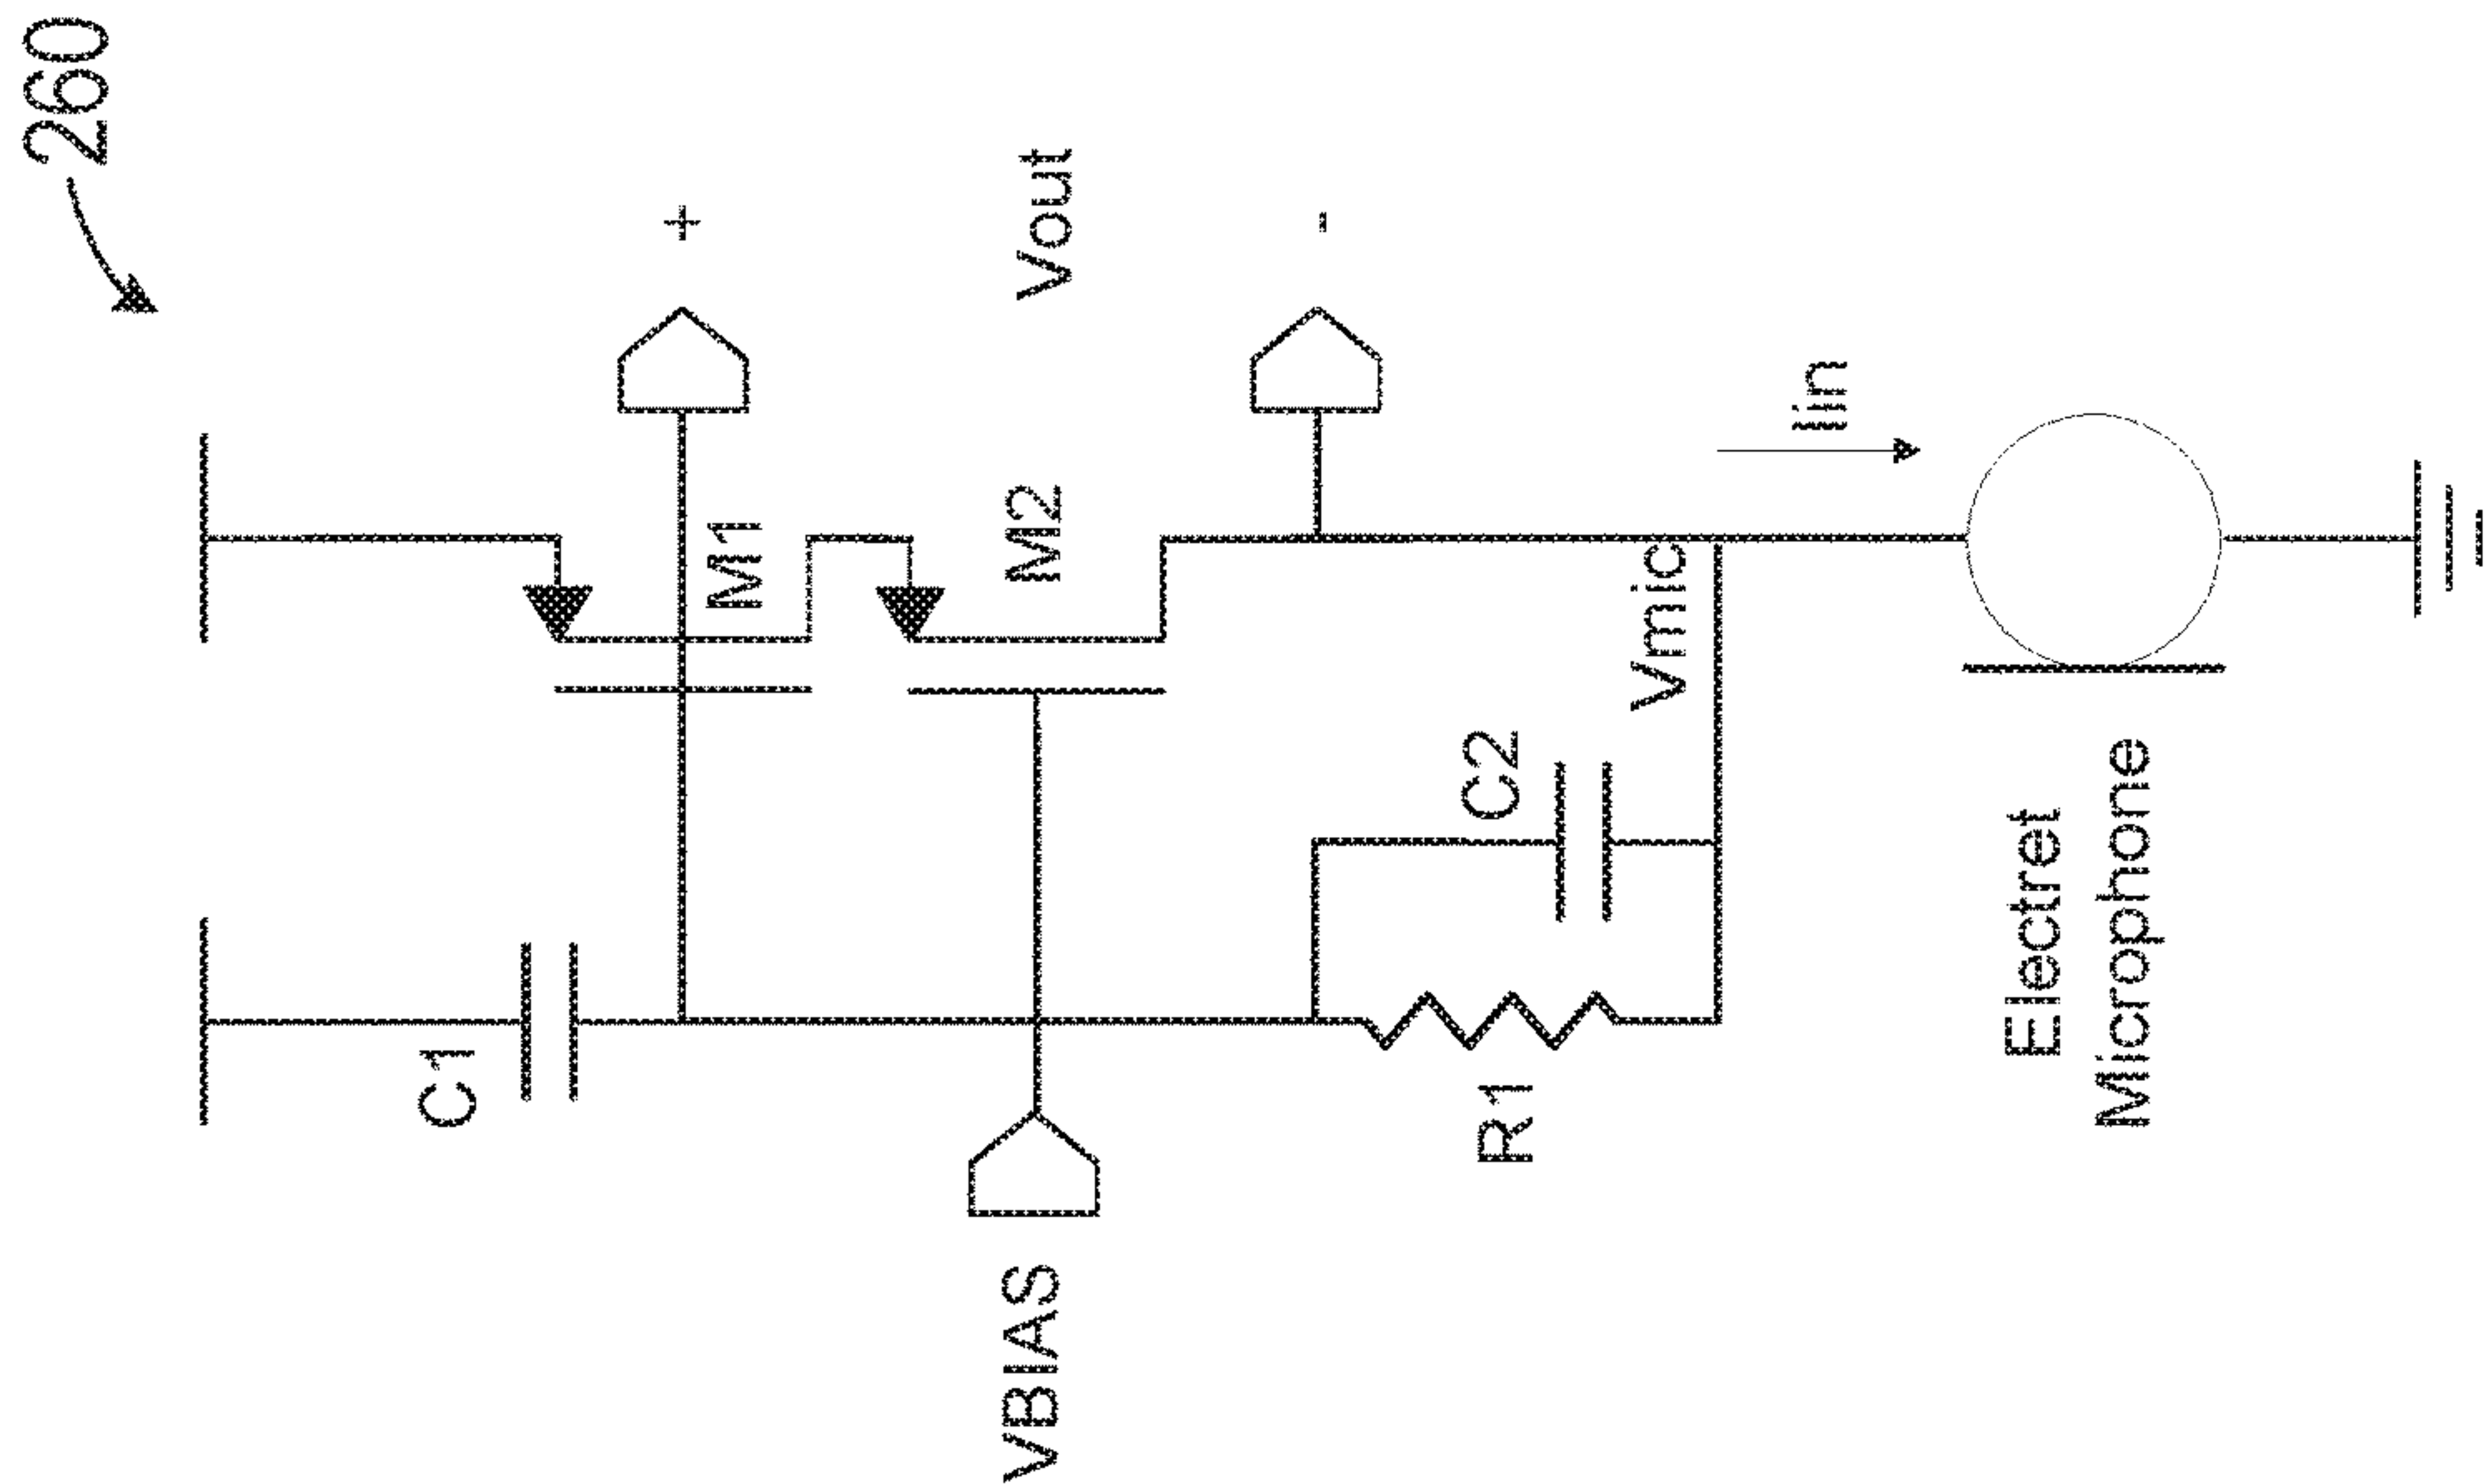 260
+
Vout
-
M1
M2
C1
VBIAS
C2
R1
Vmic
Iin
Electret
Microphone